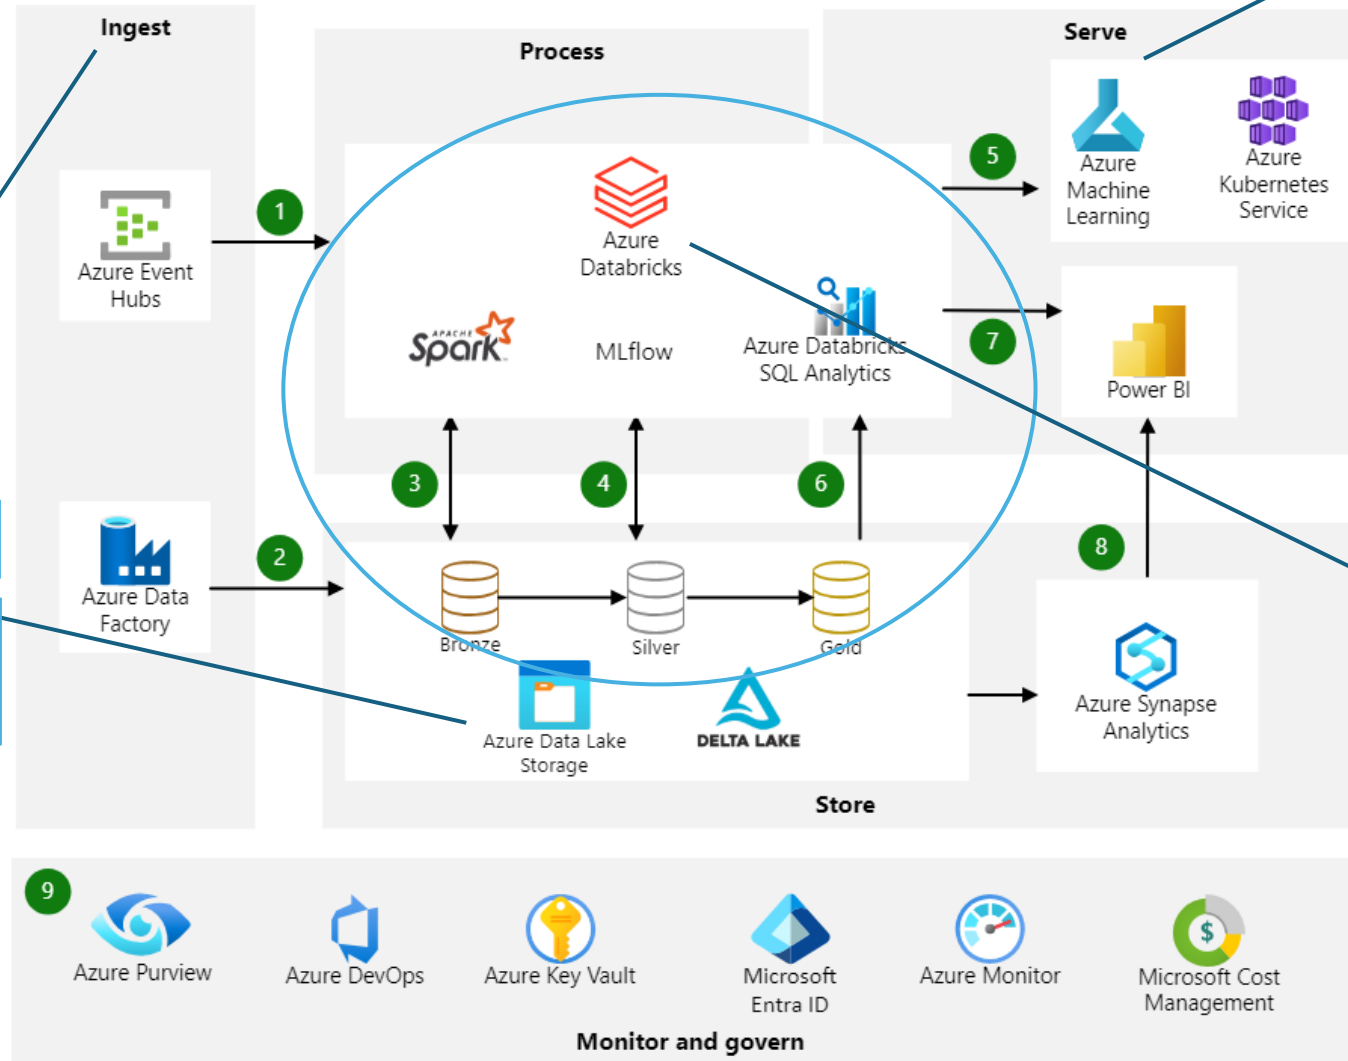 Ingest
Process
Serve
1
Azure Event
Hubs
Azure
Databricks
APACHE
Spark
MLflow
Azure Databricks
SQL Analytics
5
Azure
Machine
Learning
Azure
Kubernetes
Service
7
Power BI
3
4
6
8
2
Azure Data
Factory
Bronze
Silver
Gold
Azure Data Lake
Storage
DELTA LAKE
Azure Synapse
Analytics
Store
9
Azure Purview
Azure DevOps
Azure Key Vault
Microsoft
Entra ID
Azure Monitor
$
Microsoft Cost
Management
Monitor and govern